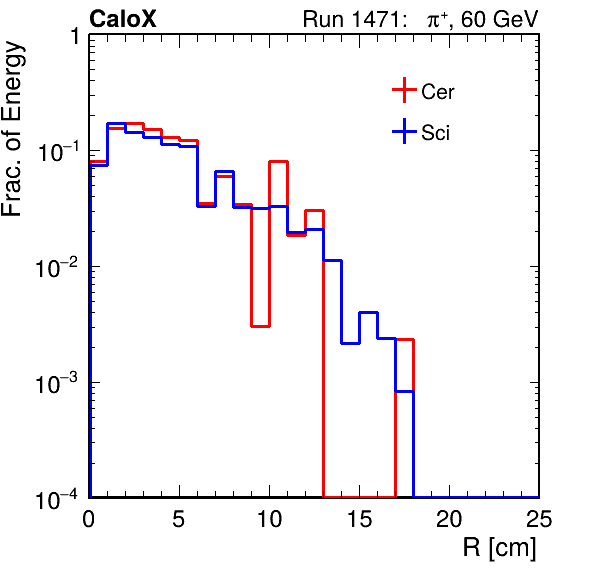 CaloX Run 1471: π⁺, 60 GeV
Frac. of Energy
1
10⁻¹
10⁻²
10⁻³
10⁻⁴
Cer
Sci
0 5 10 15 20 25
R [cm]